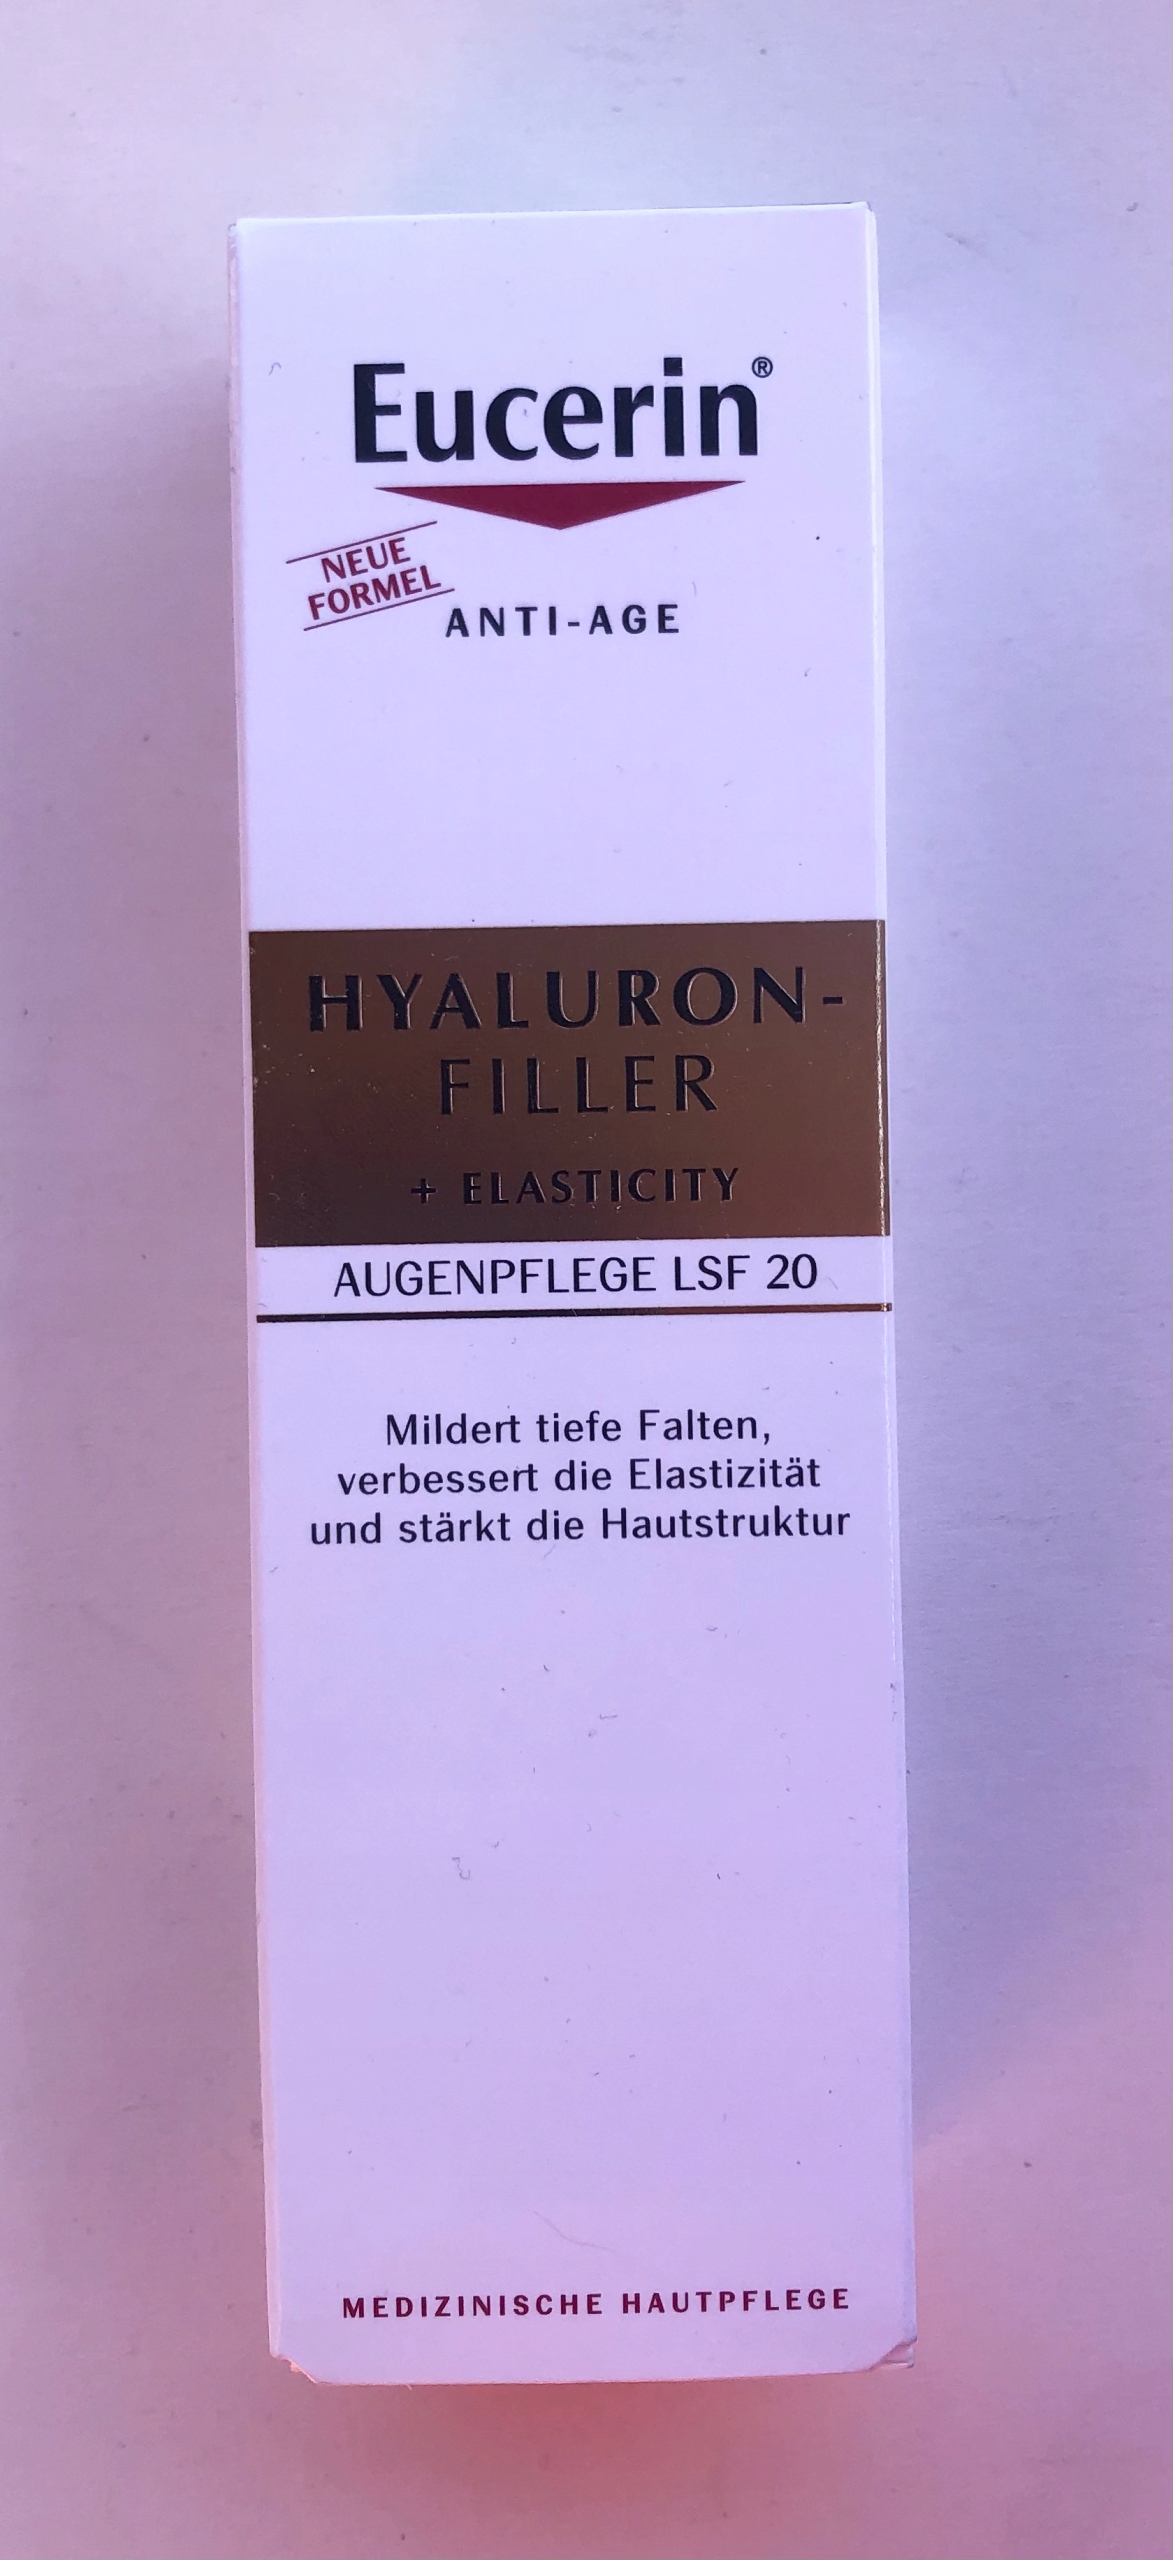 Eucerin®
NEUE
FORMEL
ANTI-AGE
HYALURON-
FILLER
+ ELASTICITY
AUGENPFLEGE LSF 20
Mildert tiefe Falten,
verbessert die Elastizität
und stärkt die Hautstruktur
MEDIZINISCHE HAUTPFLEGE